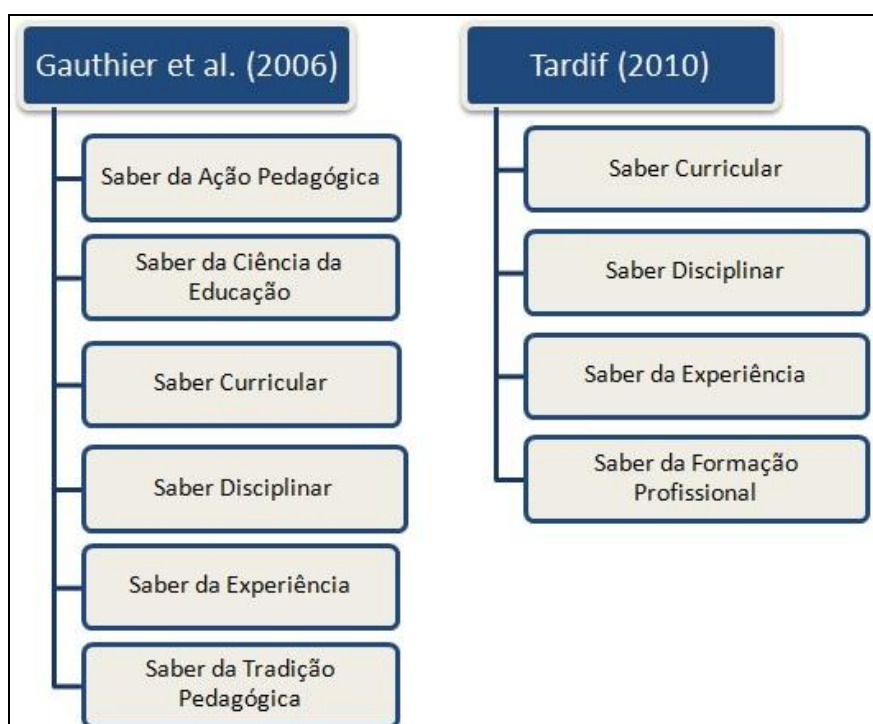 Gauthier et al. (2006)
Saber da Ação Pedagógica
Saber da Ciência da
Educação
Saber Curricular
Saber Disciplinar
Saber da Experiência
Saber da Tradição
Pedagógica
Tardif (2010)
Saber Curricular
Saber Disciplinar
Saber da Experiência
Saber da Formação
Profissional